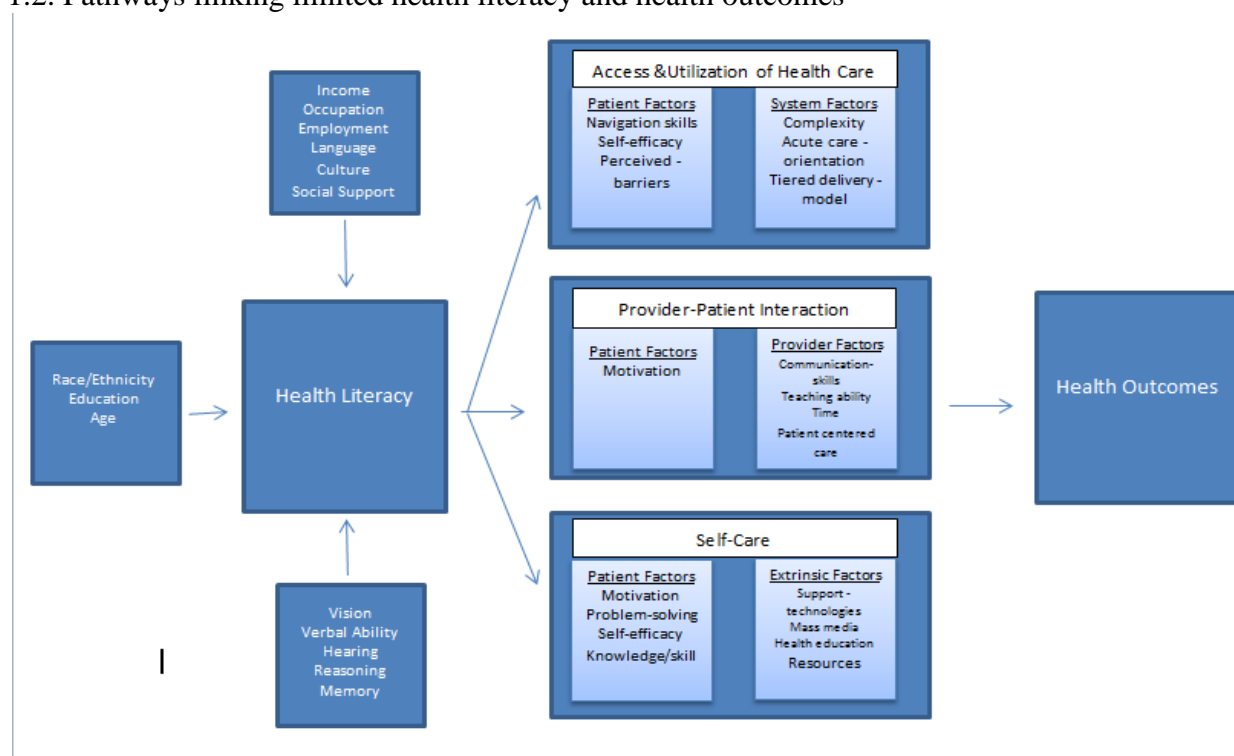 1.2. Pathways linking limited health literacy and health outcomes
Income
Occupation
Employment
Language
Culture
Social Support
Race/Ethnicity
Education
Age
Health Literacy
Vision
Verbal Ability
Hearing
Reasoning
Memory
Access &Utilization of Health Care
Patient Factors
Navigation skills
Self-efficacy
Perceived -
barriers
System Factors
Complexity
Acute care -
orientation
Tiered delivery -
model
Provider-Patient Interaction
Patient Factors
Motivation
Provider Factors
Communication-
skills
Teaching ability
Time
Patient centered
care
Self-Care
Patient Factors
Motivation
Problem-solving
Self-efficacy
Knowledge/skill
Extrinsic Factors
Support -
technologies
Mass media
Health education
Resources
Health Outcomes